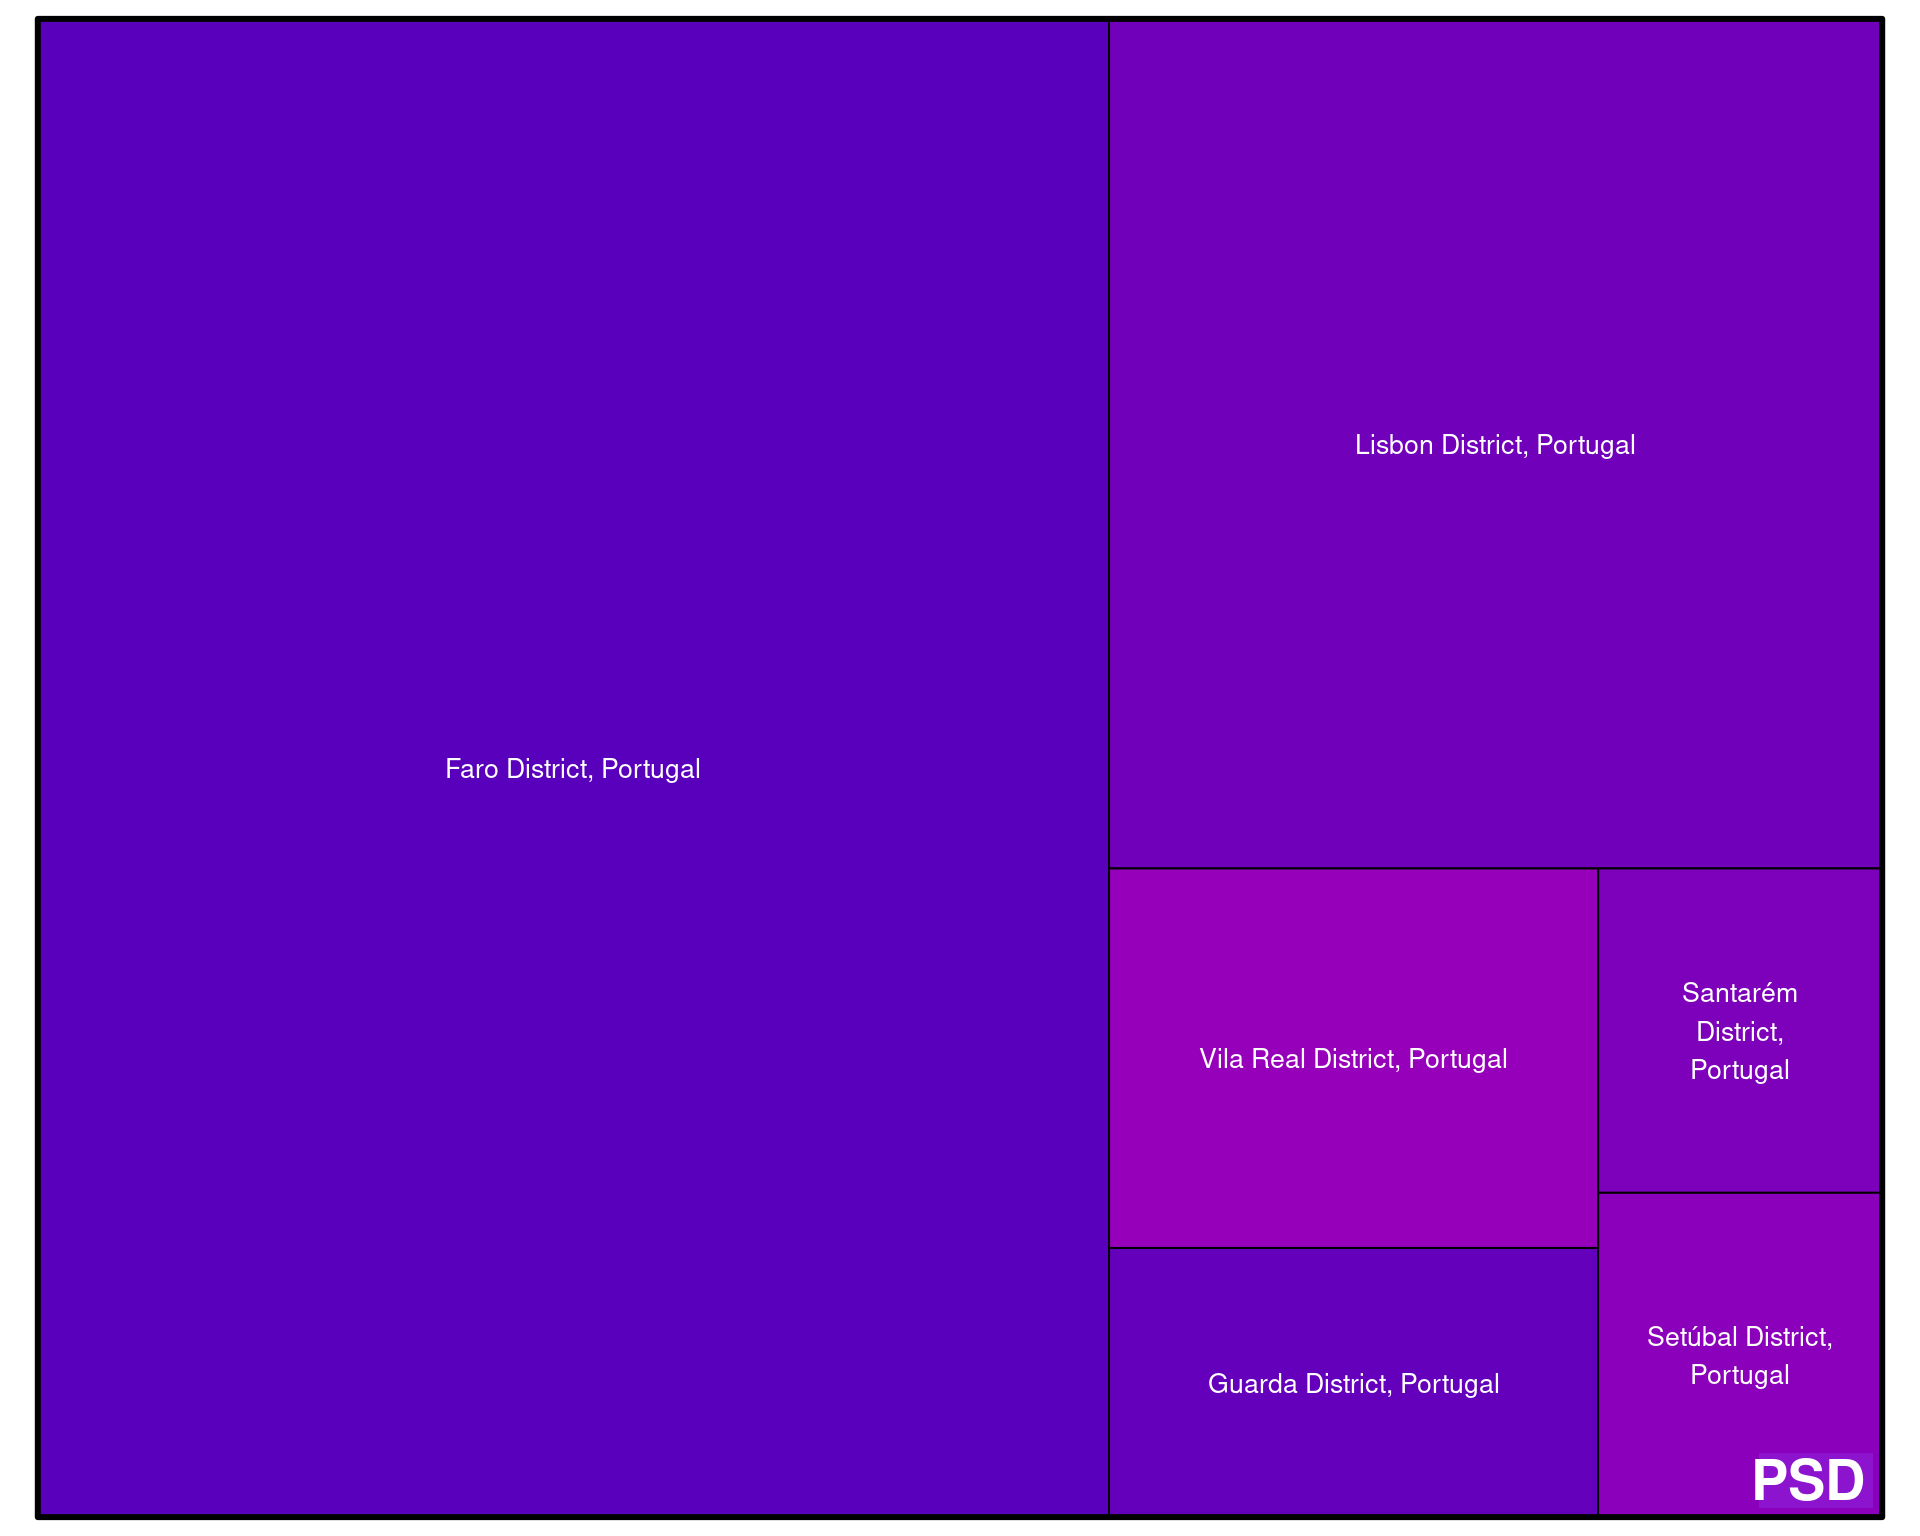 Faro District, Portugal
Lisbon District, Portugal
Vila Real District, Portugal
Guarda District, Portugal
Santarém
District,
Portugal
Setúbal District,
Portugal
PSD